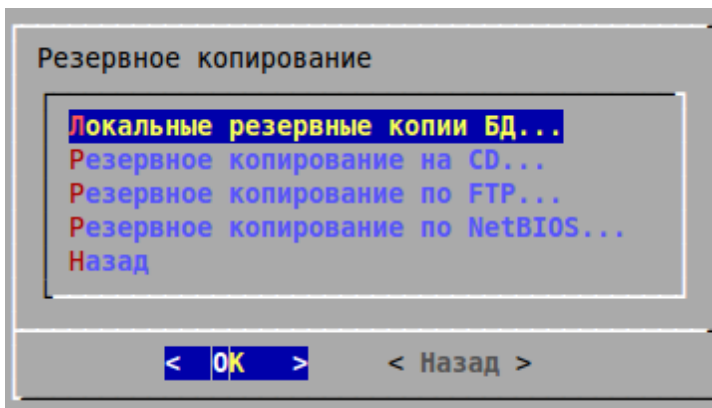 Резервное копирование
Локальные резервные копии БД...
Резервное копирование на CD...
Резервное копирование по FTP...
Резервное копирование по NetBIOS...
Назад
< OK > < Назад >